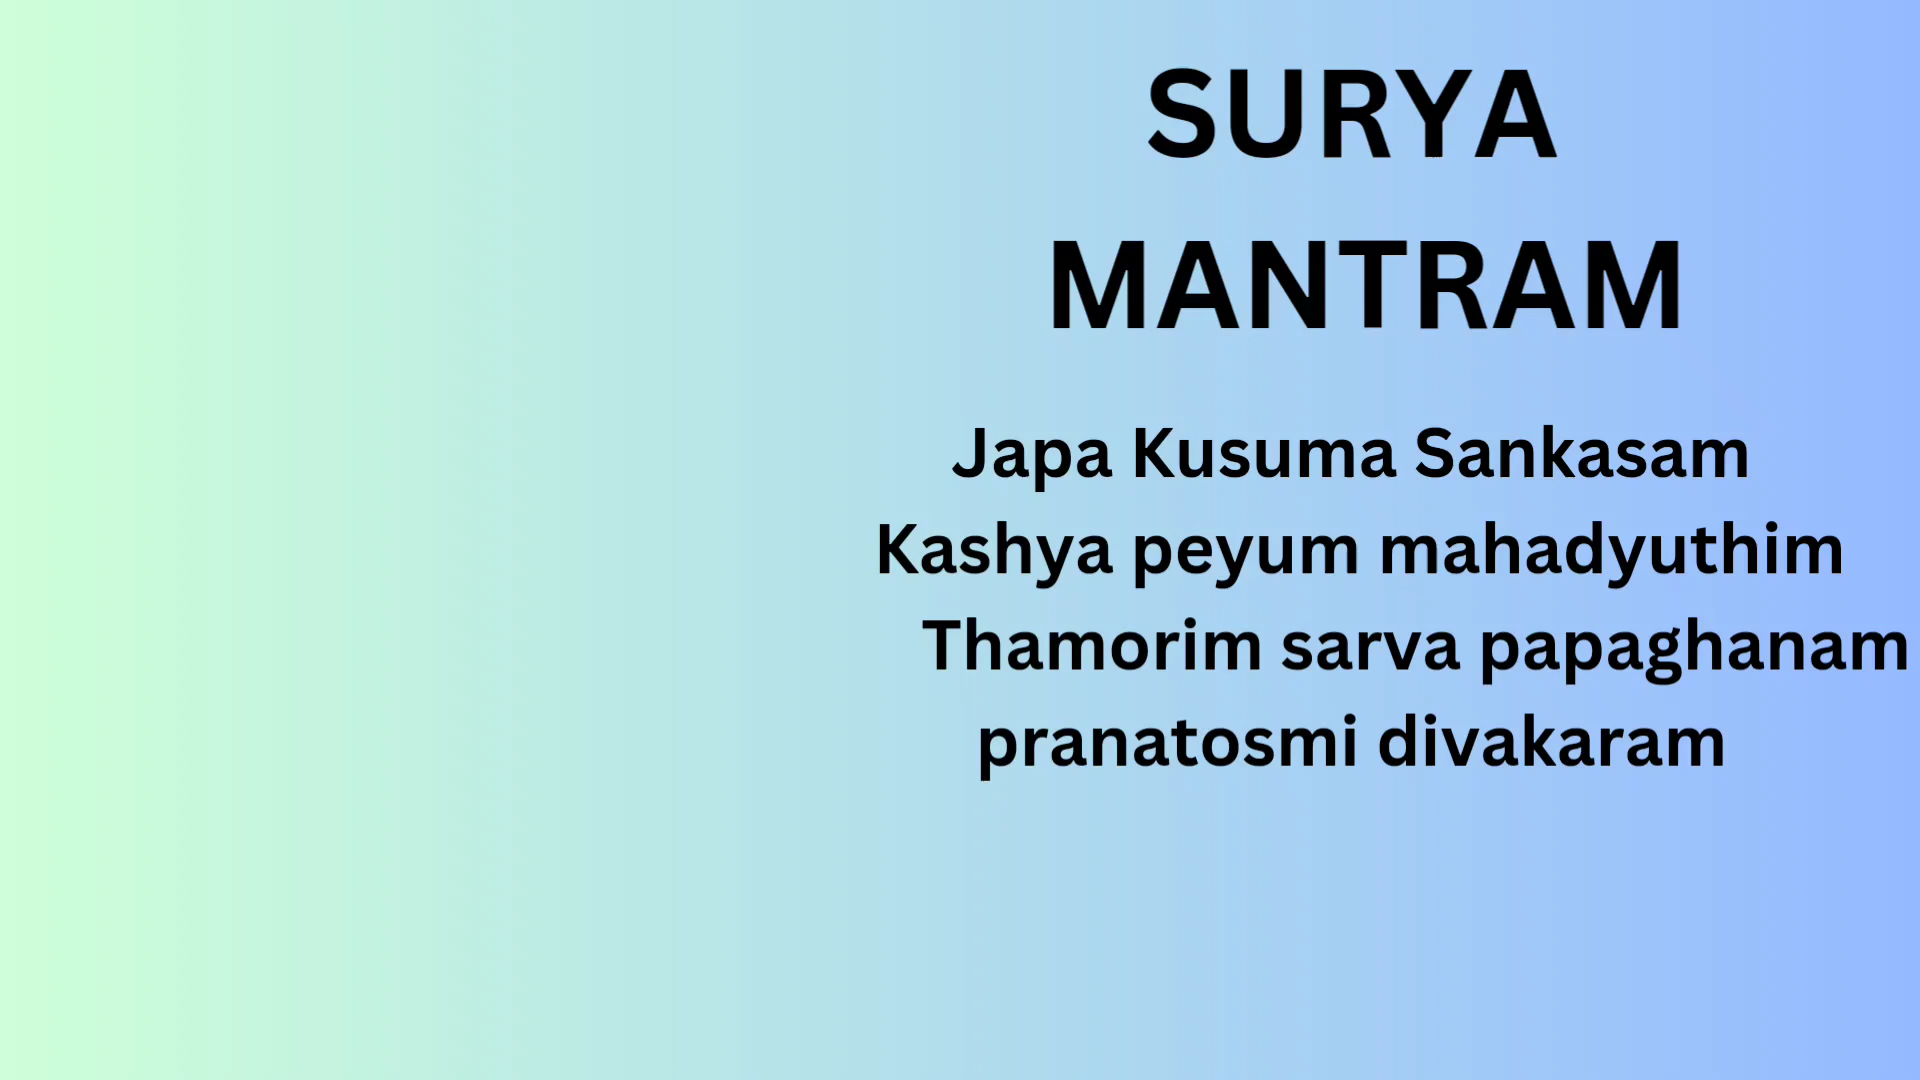 SURYA
MANTRAM
Japa Kusuma Sankasam
Kashya peyum mahadyuthim
Thamorim sarva papaghanam
pranatosmi divakaram